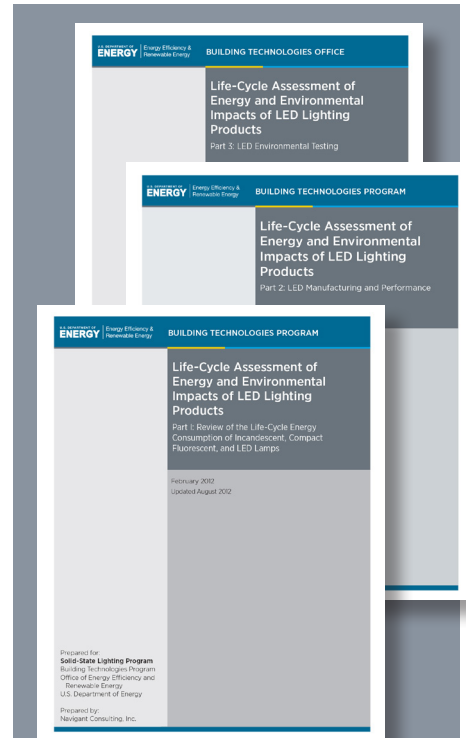 U.S. DEPARTMENT OF
ENERGY
Energy Efficiency &
Renewable Energy
BUILDING TECHNOLOGIES OFFICE
Life-Cycle Assessment of
Energy and Environmental
Impacts of LED Lighting
Products
Part 3: LED Environmental Testing
U.S. DEPARTMENT OF
ENERGY
Energy Efficiency &
Renewable Energy
BUILDING TECHNOLOGIES PROGRAM
Life-Cycle Assessment of
Energy and Environmental
Impacts of LED Lighting
Products
Part 2: LED Manufacturing and Performance
U.S. DEPARTMENT OF
ENERGY
Energy Efficiency &
Renewable Energy
BUILDING TECHNOLOGIES PROGRAM
Life-Cycle Assessment of
Energy and Environmental
Impacts of LED Lighting
Products
Part I: Review of the Life-Cycle Energy
Consumption of Incandescent, Compact
Fluorescent, and LED Lamps
February 2012
Updated August 2012
Prepared for:
Solid-State Lighting Program
Building Technologies Program
Office of Energy Efficiency and
Renewable Energy
U.S. Department of Energy
Prepared by:
Navigant Consulting, Inc.